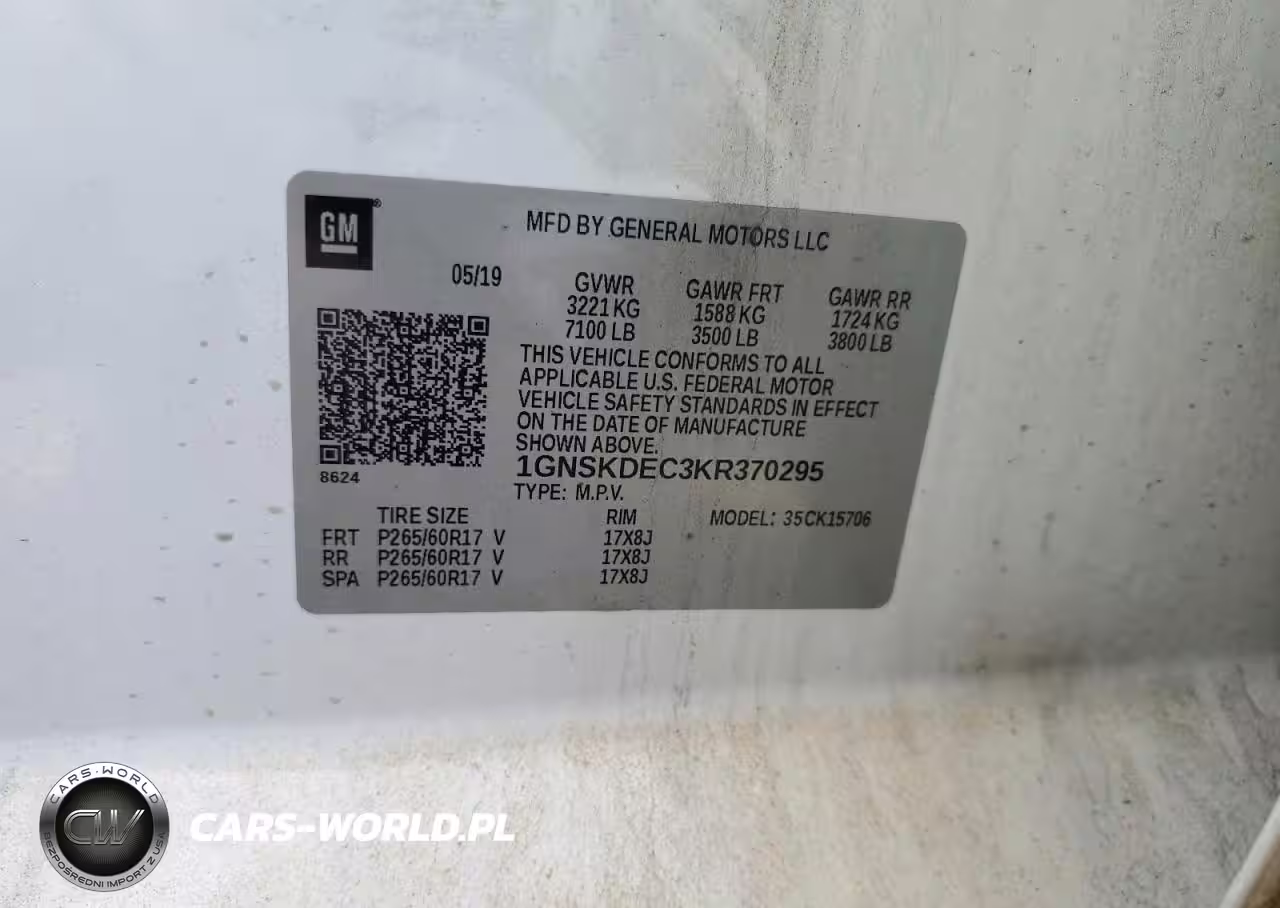 GM
MFD BY GENERAL MOTORS LLC
05/19
GVWR
3221 KG
7100 LB
GAWR FRT
1588 KG
3500 LB
GAWR RR
1724 KG
3800 LB
THIS VEHICLE CONFORMS TO ALL
APPLICABLE U.S. FEDERAL MOTOR
VEHICLE SAFETY STANDARDS IN EFFECT
ON THE DATE OF MANUFACTURE
SHOWN ABOVE.
8624
1GNSKDEC3KR370295
TYPE: M.P.V.
TIRE SIZE RIM MODEL: 35CK15706
FRT P265/60R17 V 17X8J
RR P265/60R17 V 17X8J
SPA P265/60R17 V 17X8J
CARS-WORLD
CW
BEZPOŚREDNI IMPORT Z USA
CARS-WORLD.PL